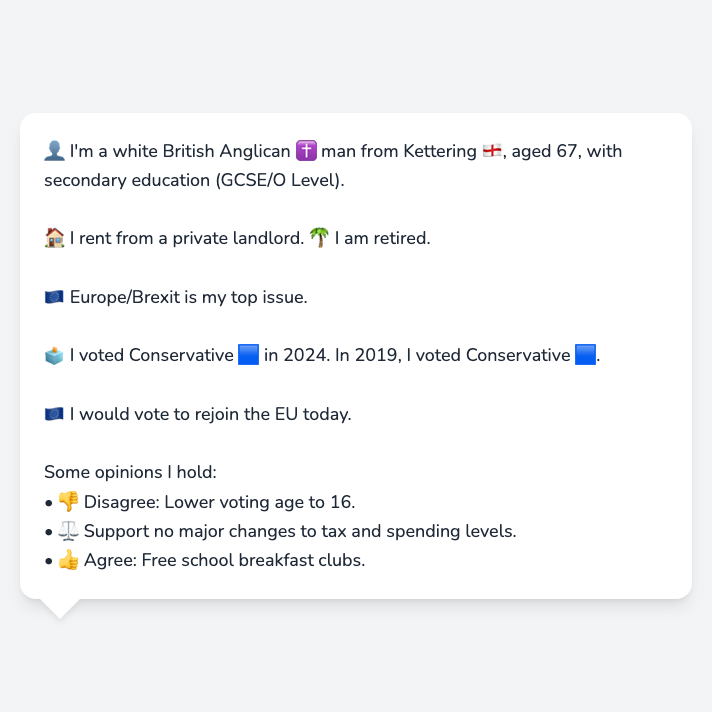 👤 I'm a white British Anglican ✝️ man from Kettering 🏴󠁧󠁢󠁥󠁮󠁧󠁿, aged 67, with
secondary education (GCSE/O Level).
🏠 I rent from a private landlord. 🌴 I am retired.
🇪🇺 Europe/Brexit is my top issue.
🗳️ I voted Conservative 🟦 in 2024. In 2019, I voted Conservative 🟦.
🇪🇺 I would vote to rejoin the EU today.
Some opinions I hold:
• 👎 Disagree: Lower voting age to 16.
• ⚖️ Support no major changes to tax and spending levels.
• 👍 Agree: Free school breakfast clubs.